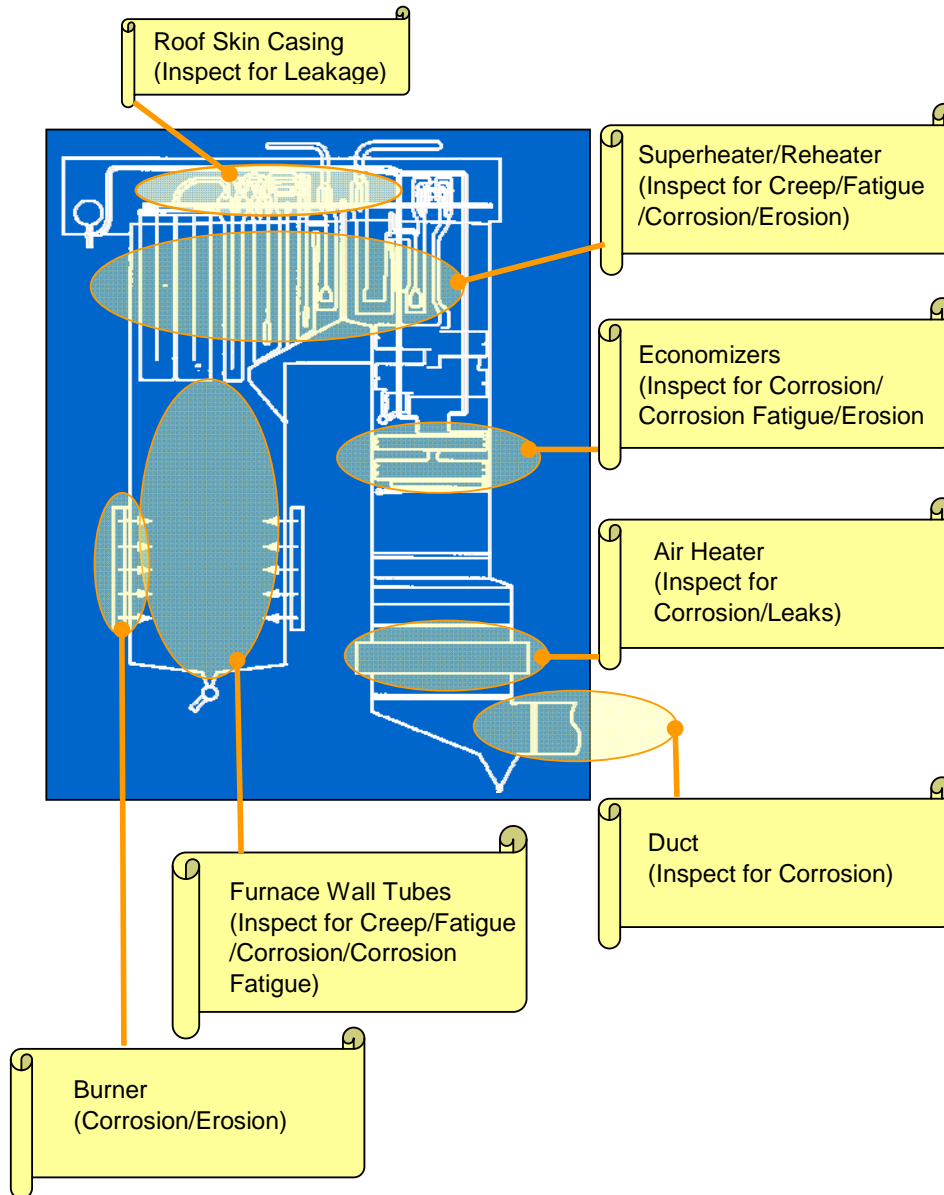 Roof Skin Casing
(Inspect for Leakage)
Superheater/Reheater
(Inspect for Creep/Fatigue
/Corrosion/Erosion)
Economizers
(Inspect for Corrosion/
Corrosion Fatigue/Erosion
Air Heater
(Inspect for
Corrosion/Leaks)
Duct
(Inspect for Corrosion)
Furnace Wall Tubes
(Inspect for Creep/Fatigue
/Corrosion/Corrosion
Fatigue)
Burner
(Corrosion/Erosion)